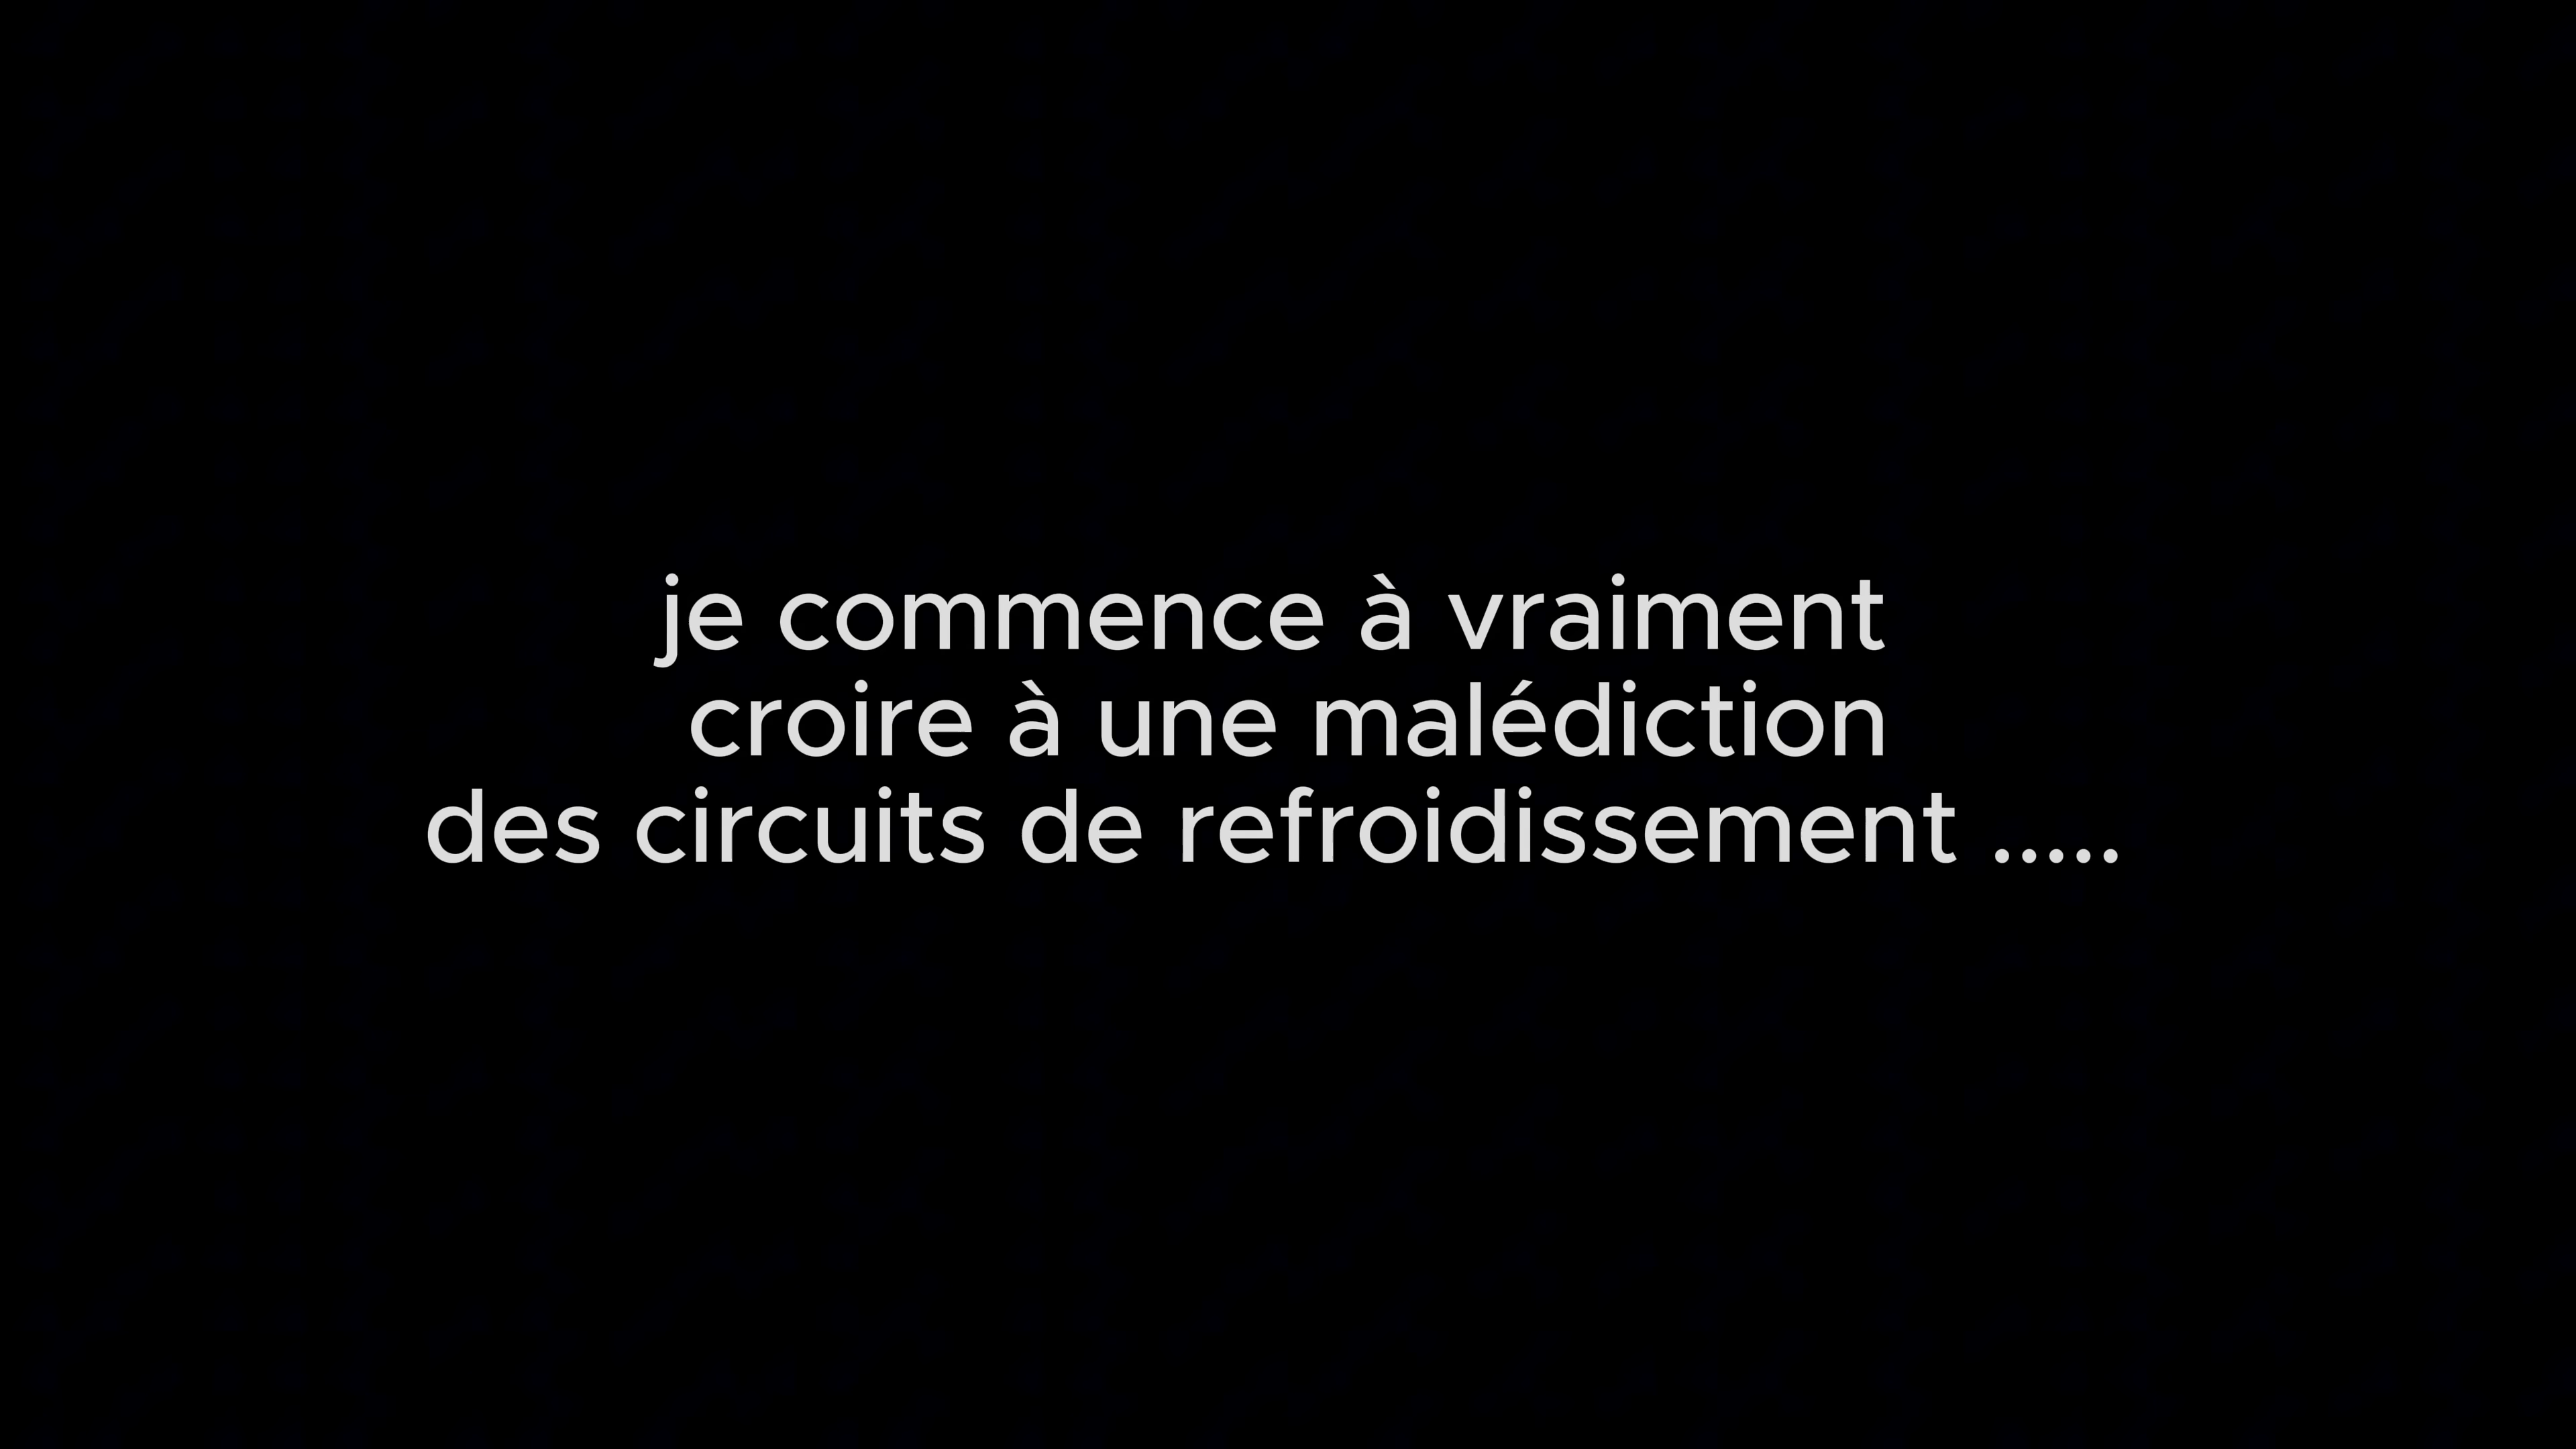 je commence à vraiment
croire à une malédiction
des circuits de refroidissement .....